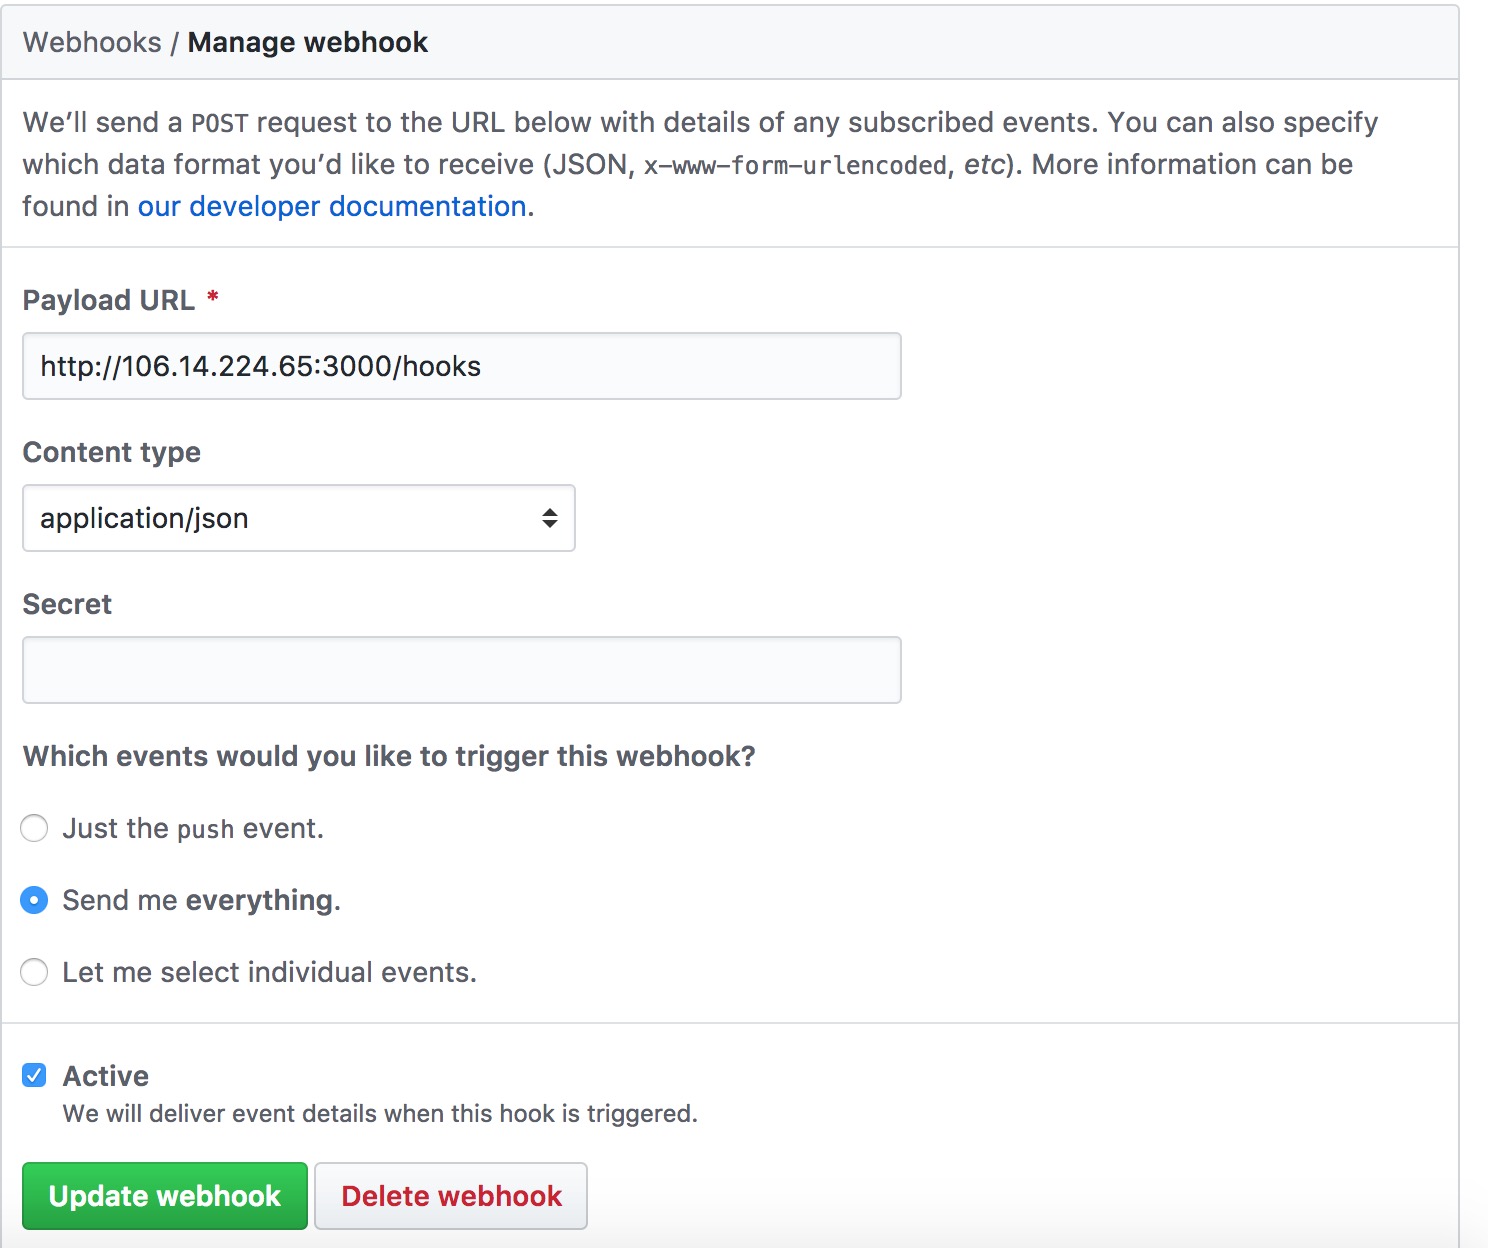 Webhooks / Manage webhook
We’ll send a POST request to the URL below with details of any subscribed events. You can also specify
which data format you’d like to receive (JSON, x-www-form-urlencoded, etc). More information can be
found in our developer documentation.
Payload URL *
http://106.14.224.65:3000/hooks
Content type
application/json
Secret
Which events would you like to trigger this webhook?
Just the push event.
Send me everything.
Let me select individual events.
Active
We will deliver event details when this hook is triggered.
Update webhook Delete webhook